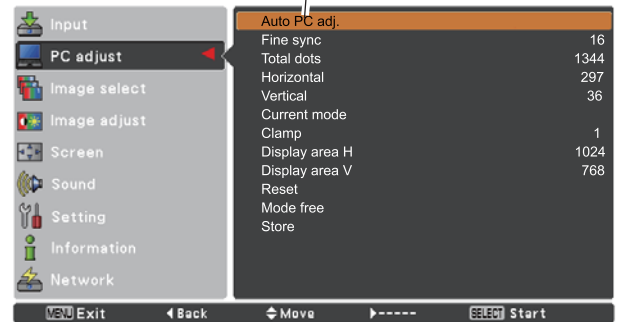 Input
PC adjust
Image select
Image adjust
Screen
Sound
Setting
Information
Network
Auto PC adj.
Fine sync 16
Total dots 1344
Horizontal 297
Vertical 36
Current mode
Clamp 1
Display area H 1024
Display area V 768
Reset
Mode free
Store
MENU Exit Back Move ----- SELECT Start